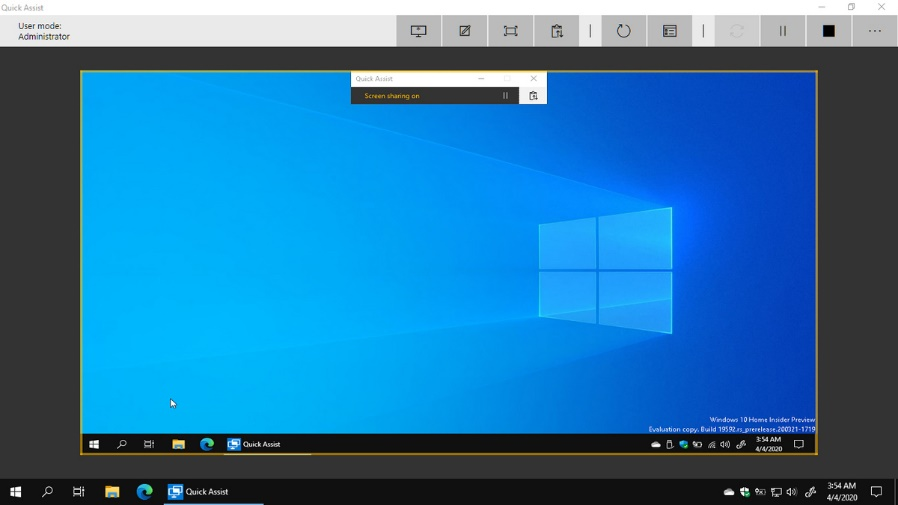 Quick Assist
User mode:
Administrator
Quick Assist
Screen sharing on
Windows 10 Home Insider Preview
Evaluation copy. Build 19592.rs_prerelease.200321-1719
Quick Assist
3:54 AM
4/4/2020
Quick Assist
3:54 AM
4/4/2020